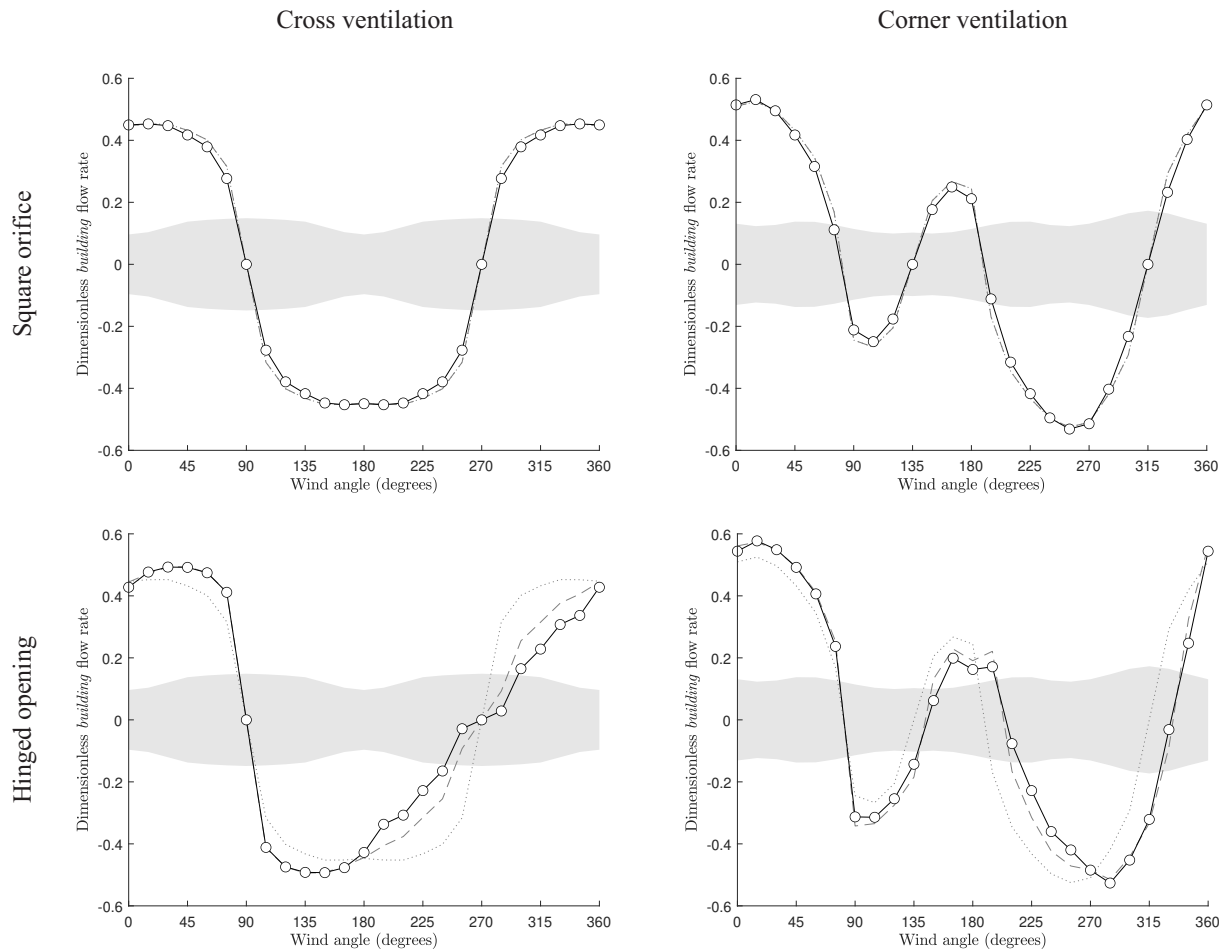 Cross ventilation
Corner ventilation
Square orifice
Dimensionless building flow rate
0.6
0.4
0.2
0
-0.2
-0.4
-0.6
0 45 90 135 180 225 270 315 360
Wind angle (degrees)
Dimensionless building flow rate
0.6
0.4
0.2
0
-0.2
-0.4
-0.6
0 45 90 135 180 225 270 315 360
Wind angle (degrees)
Hinged opening
Dimensionless building flow rate
0.6
0.4
0.2
0
-0.2
-0.4
-0.6
0 45 90 135 180 225 270 315 360
Wind angle (degrees)
Dimensionless building flow rate
0.6
0.4
0.2
0
-0.2
-0.4
-0.6
0 45 90 135 180 225 270 315 360
Wind angle (degrees)